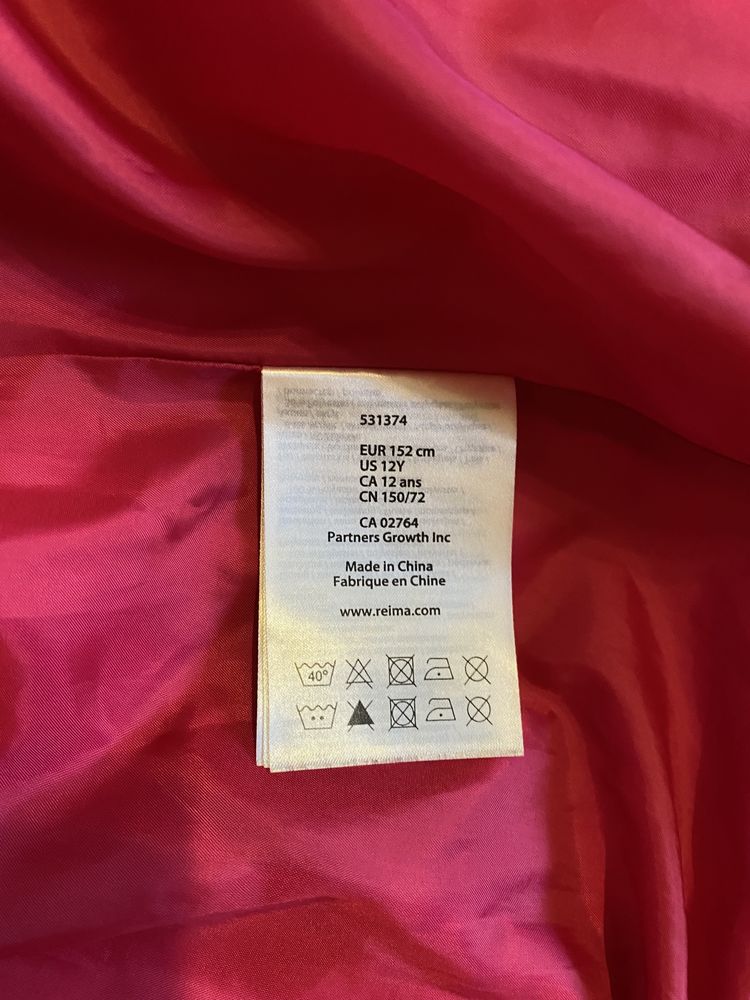 531374
EUR 152 cm
US 12Y
CA 12 ans
CN 150/72
CA 02764
Partners Growth Inc
Made in China
Fabrique en Chine
www.reima.com
40°